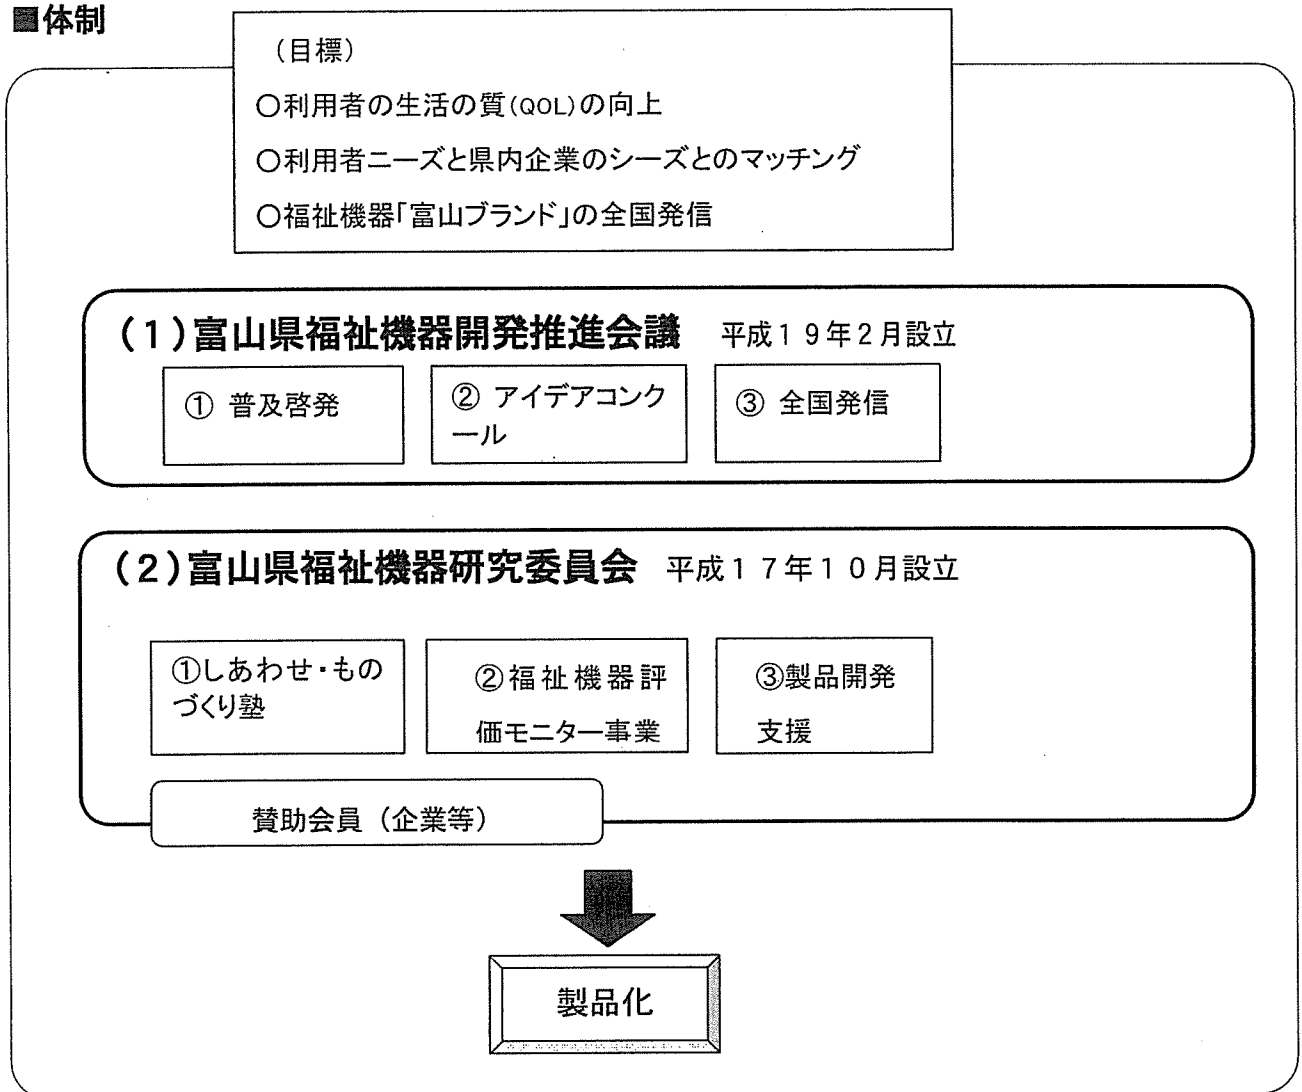 ■体制
（目標）
○利用者の生活の質(QOL)の向上
○利用者ニーズと県内企業のシーズとのマッチング
○福祉機器｢富山ブランド｣の全国発信
（１）富山県福祉機器開発推進会議　平成１９年２月設立
① 普及啓発
② アイデアコンク
ール
③ 全国発信
（２）富山県福祉機器研究委員会　平成１７年１０月設立
①しあわせ・もの
づくり塾
②福祉機器評
価モニター事業
③製品開発
支援
賛助会員（企業等）
製品化